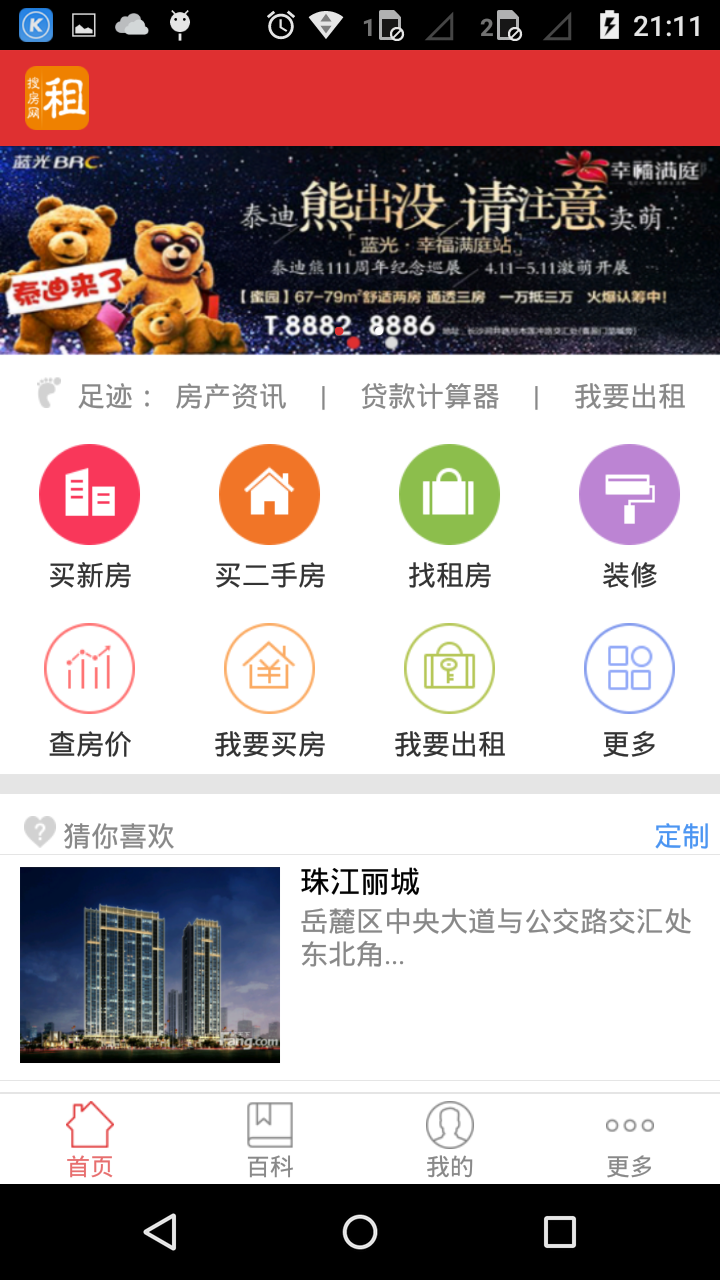 21:11
1
2
搜房网
租
蓝光BRC
幸福满庭
泰迪熊出没 请注意卖萌
蓝光·幸福满庭站
泰迪熊111周年纪念巡展 4.11-5.11激萌开展
泰迪来了
【蜜园】67-79m²舒适两房 通透三房 一万抵三万 火爆认筹中!
T.8882 8886
足迹： 房产资讯 | 贷款计算器 | 我要出租
买新房 买二手房 找租房 装修
查房价 我要买房 我要出租 更多
猜你喜欢 定制
珠江丽城
岳麓区中央大道与公交路交汇处
东北角...
首页 百科 我的 更多